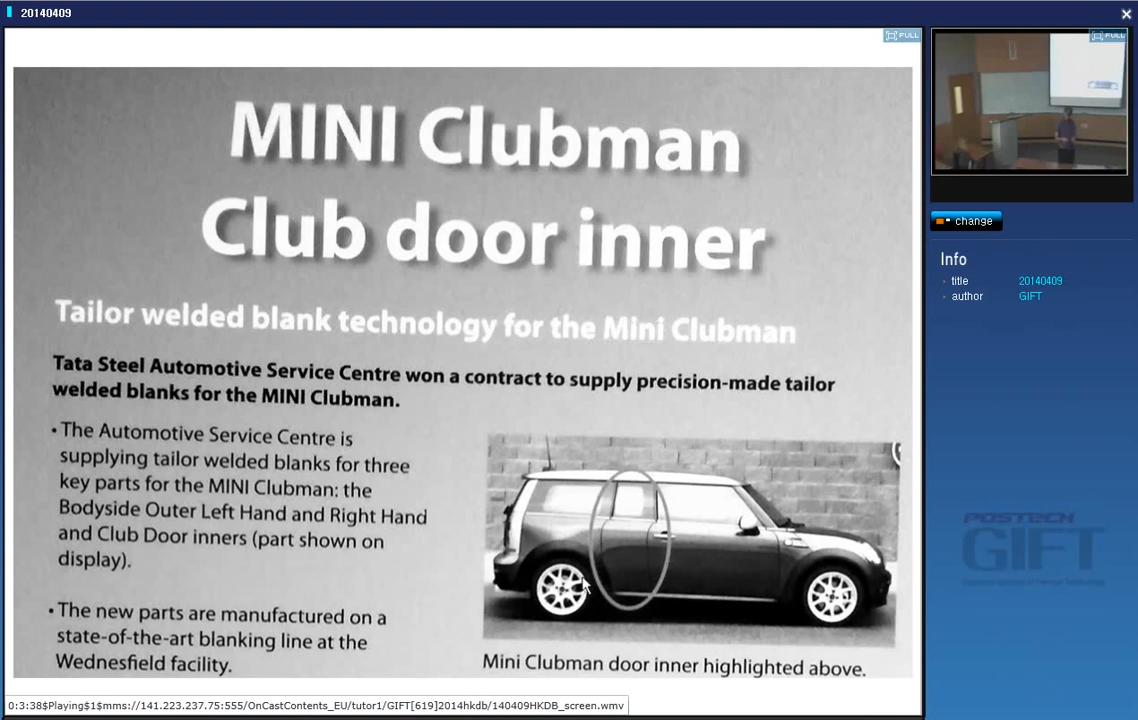 20140409
FULL
FULL
MINI Clubman
Club door inner
Tailor welded blank technology for the Mini Clubman
Tata Steel Automotive Service Centre won a contract to supply precision-made tailor
welded blanks for the MINI Clubman.
• The Automotive Service Centre is
supplying tailor welded blanks for three
key parts for the MINI Clubman: the
Bodyside Outer Left Hand and Right Hand
and Club Door inners (part shown on
display).
• The new parts are manufactured on a
state-of-the-art blanking line at the
Wednesfield facility.
Mini Clubman door inner highlighted above.
change
Info
title 20140409
author GIFT
POSTECH
GIFT
0:3:38$Playing$1$mms://141.223.237.75:555/OnCastContents_EU/tutor1/GIFT[619]2014hkdb/140409HKDB_screen.wmv